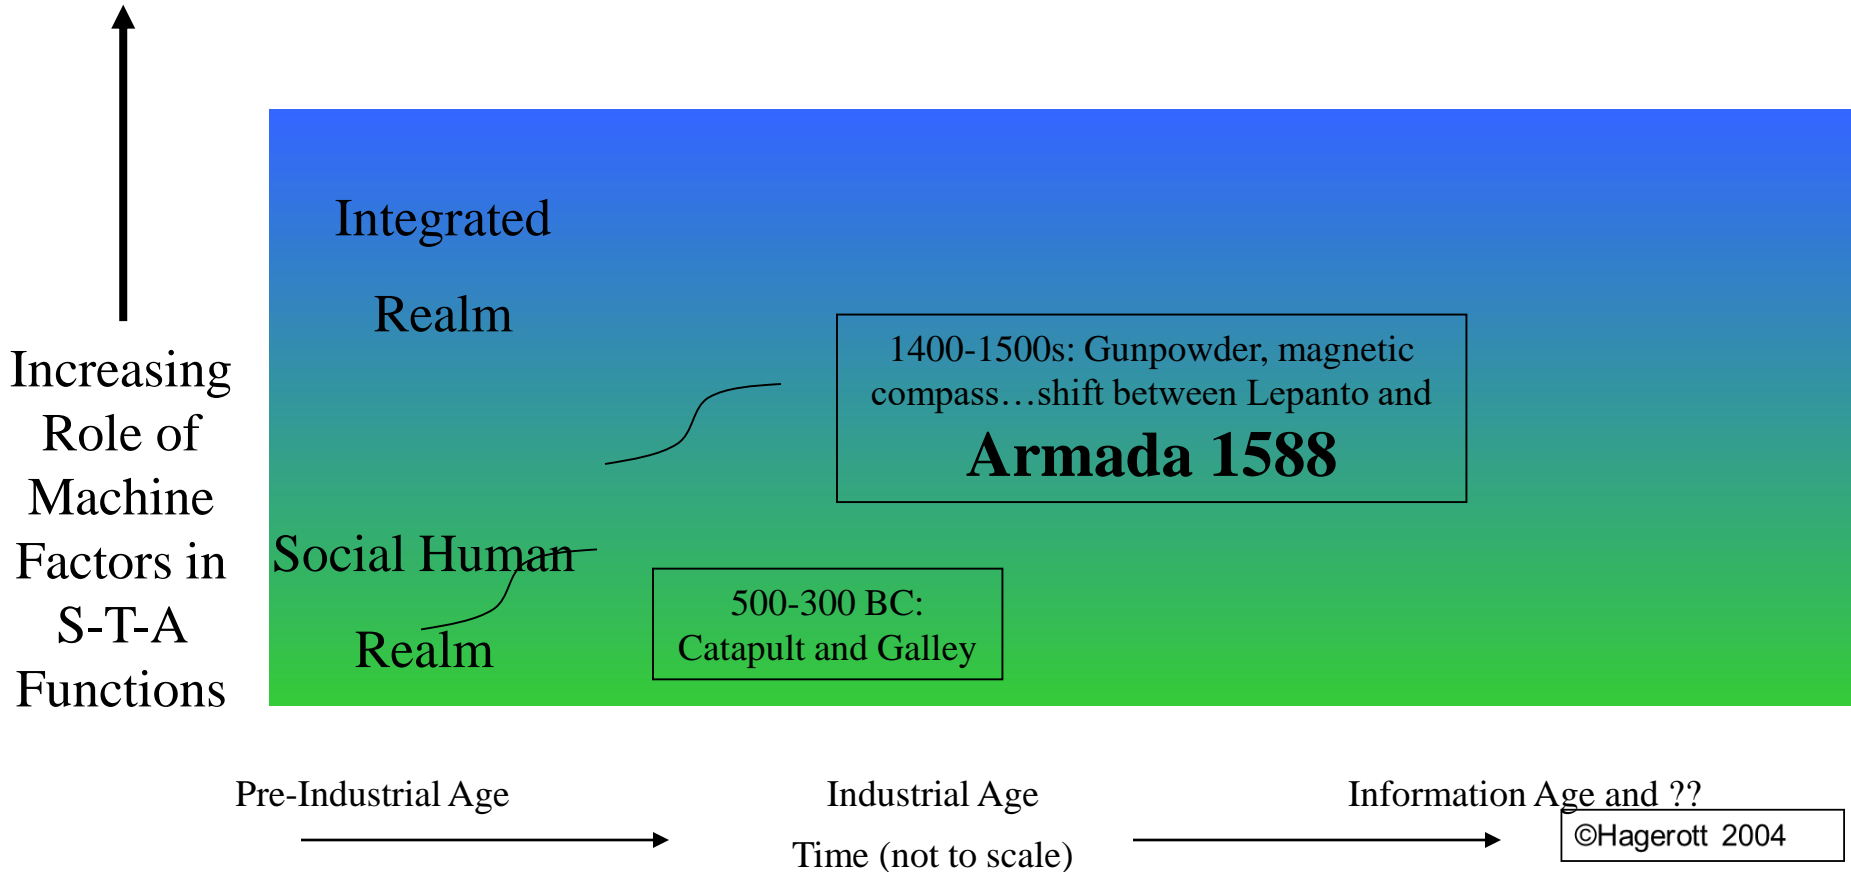 Integrated
Realm
Increasing
Role of
Machine
Factors in
S-T-A
Functions
1400-1500s: Gunpowder, magnetic
compass…shift between Lepanto and
Armada 1588
Social Human
Realm
500-300 BC:
Catapult and Galley
Pre-Industrial Age
Industrial Age
Information Age and ??
Time (not to scale)
©Hagerott 2004